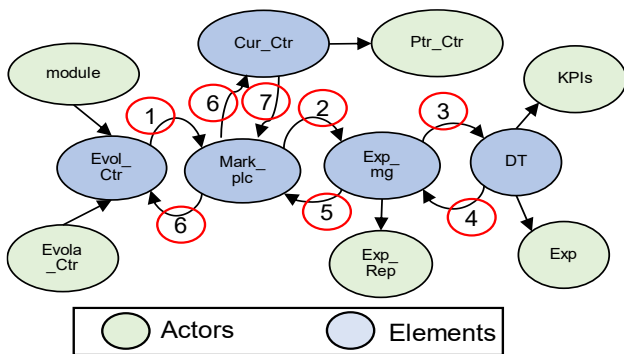 Cur_Ctr
Ptr_Ctr
module
KPIs
1
6
7
2
3
Evol_
Ctr
Mark_
plc
Exp_
mg
DT
6
5
4
Evola
_Ctr
Exp_
Rep
Exp
Actors
Elements